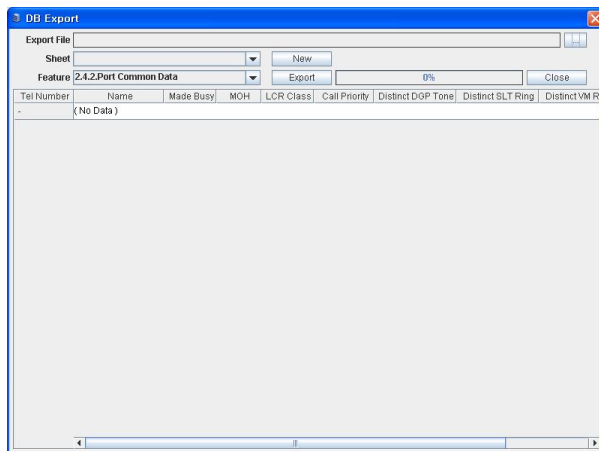 DB Export
Export File ...
Sheet New
Feature 2.4.2.Port Common Data Export 0% Close
Tel Number Name Made Busy MOH LCR Class Call Priority Distinct DGP Tone Distinct SLT Ring Distinct VM R
- ( No Data )